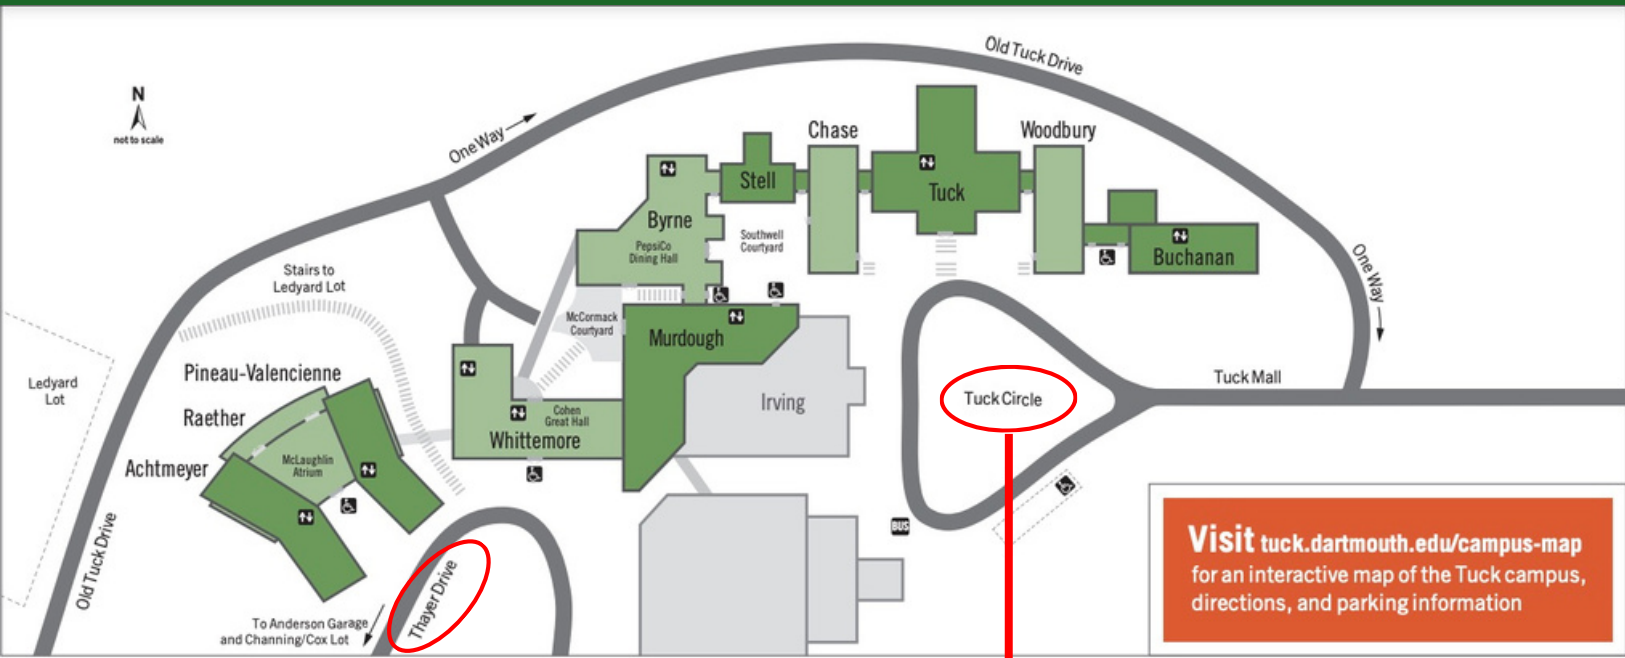 Old Tuck Drive
N
not to scale
One Way
Chase
Woodbury
Stell
Tuck
Byrne
PepsiCo
Dining Hall
Southwell
Courtyard
Buchanan
One Way
Stairs to
Ledyard Lot
McCormack
Courtyard
Murdough
Pineau-Valencienne
Ledyard
Lot
Tuck Mall
Tuck Circle
Irving
Raether
Cohen
Great Hall
Whittemore
Achtmeyer
McLaughlin
Atrium
BUS
Old Tuck Drive
Thayer Drive
To Anderson Garage
and Channing/Cox Lot
Visit tuck.dartmouth.edu/campus-map
for an interactive map of the Tuck campus,
directions, and parking information